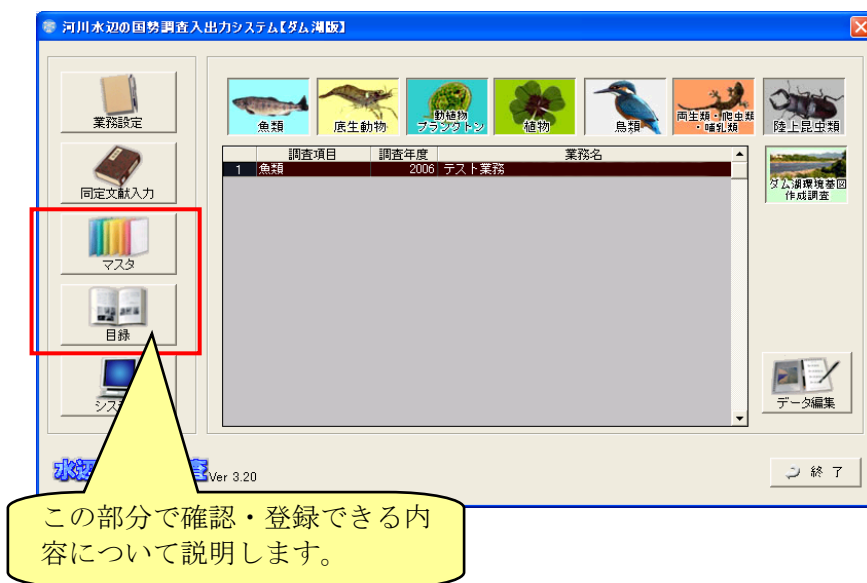 河川水辺の国勢調査入出力システム【ダム湖版】
業務設定
同定文献入力
マスタ
目録
シス
魚類
底生動物
動植物
プランクトン
植物
鳥類
両生類・爬虫類
・哺乳類
陸上昆虫類
調査項目 調査年度 業務名
1 魚類 2006 テスト業務
ダム湖環境基図
作成調査
データ編集
水辺 査 Ver 3.20
終了
この部分で確認・登録できる内
容について説明します。